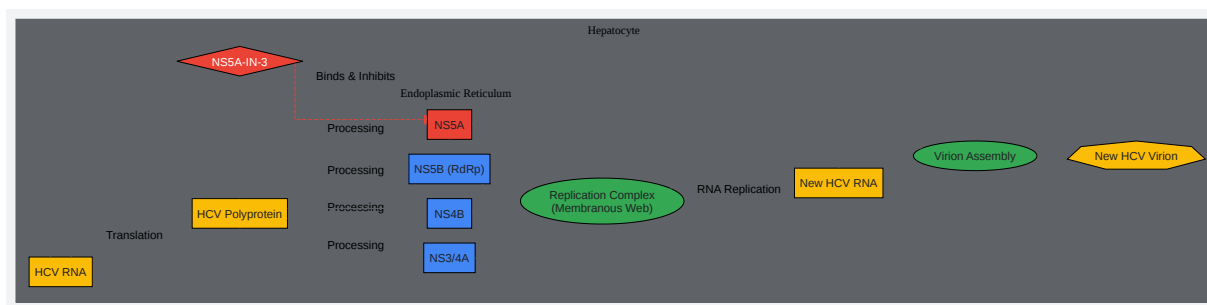 Hepatocyte
NS5A-IN-3
Binds & Inhibits
Endoplasmic Reticulum
Processing
NS5A
Processing
NS5B (RdRp)
Processing
NS4B
Processing
NS3/4A
HCV Polyprotein
Translation
HCV RNA
Replication Complex
(Membranous Web)
RNA Replication
New HCV RNA
Virion Assembly
New HCV Virion